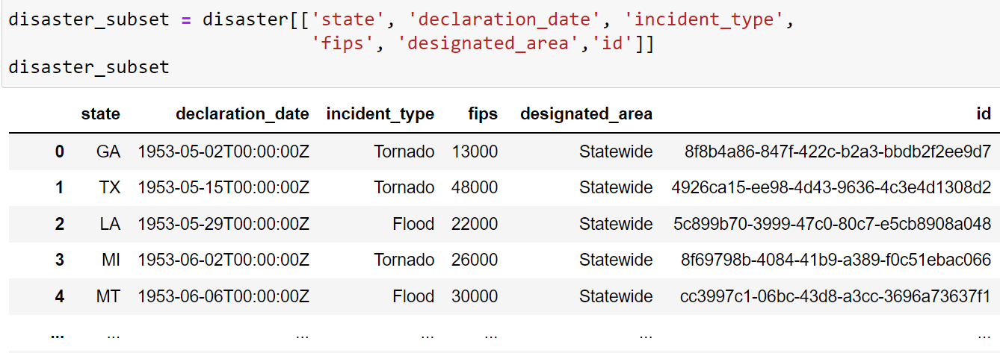 disaster_subset = disaster[['state', 'declaration_date', 'incident_type',
'fips', 'designated_area','id']]
disaster_subset
state declaration_date incident_type fips designated_area id
0 GA 1953-05-02T00:00:00Z Tornado 13000 Statewide 8f8b4a86-847f-422c-b2a3-bbdb2f2ee9d7
1 TX 1953-05-15T00:00:00Z Tornado 48000 Statewide 4926ca15-ee98-4d43-9636-4c3e4d1308d2
2 LA 1953-05-29T00:00:00Z Flood 22000 Statewide 5c899b70-3999-47c0-80c7-e5cb8908a048
3 MI 1953-06-02T00:00:00Z Tornado 26000 Statewide 8f69798b-4084-41b9-a389-f0c51ebac066
4 MT 1953-06-06T00:00:00Z Flood 30000 Statewide cc3997c1-06bc-43d8-a3cc-3696a73637f1
... ... ... ... ... ... ...